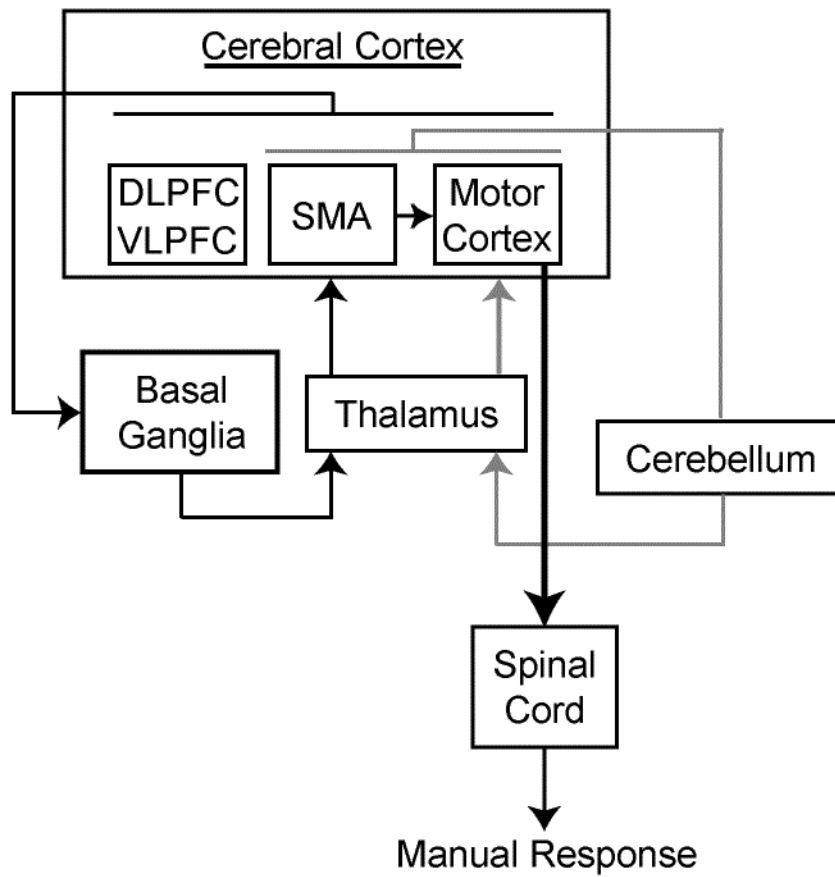 Cerebral Cortex
DLPFC
VLPFC
SMA
Motor
Cortex
Basal
Ganglia
Thalamus
Cerebellum
Spinal
Cord
Manual Response